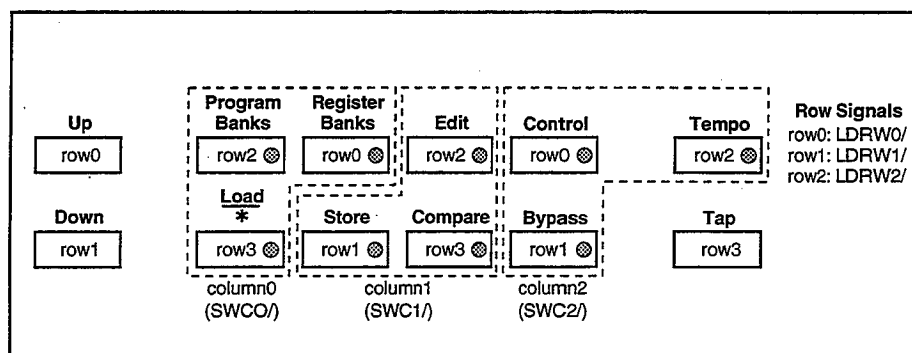 Program Banks
Register Banks
Up
Edit
Control
Tempo
Row Signals
row0
row2
row0
row2
row0
row2
row0: LDRW0/
row1: LDRW1/
row2: LDRW2/
Load
*
Down
Store
Compare
Bypass
Tap
row1
row3
row1
row3
row1
row3
column0
(SWCO/)
column1
(SWC1/)
column2
(SWC2/)